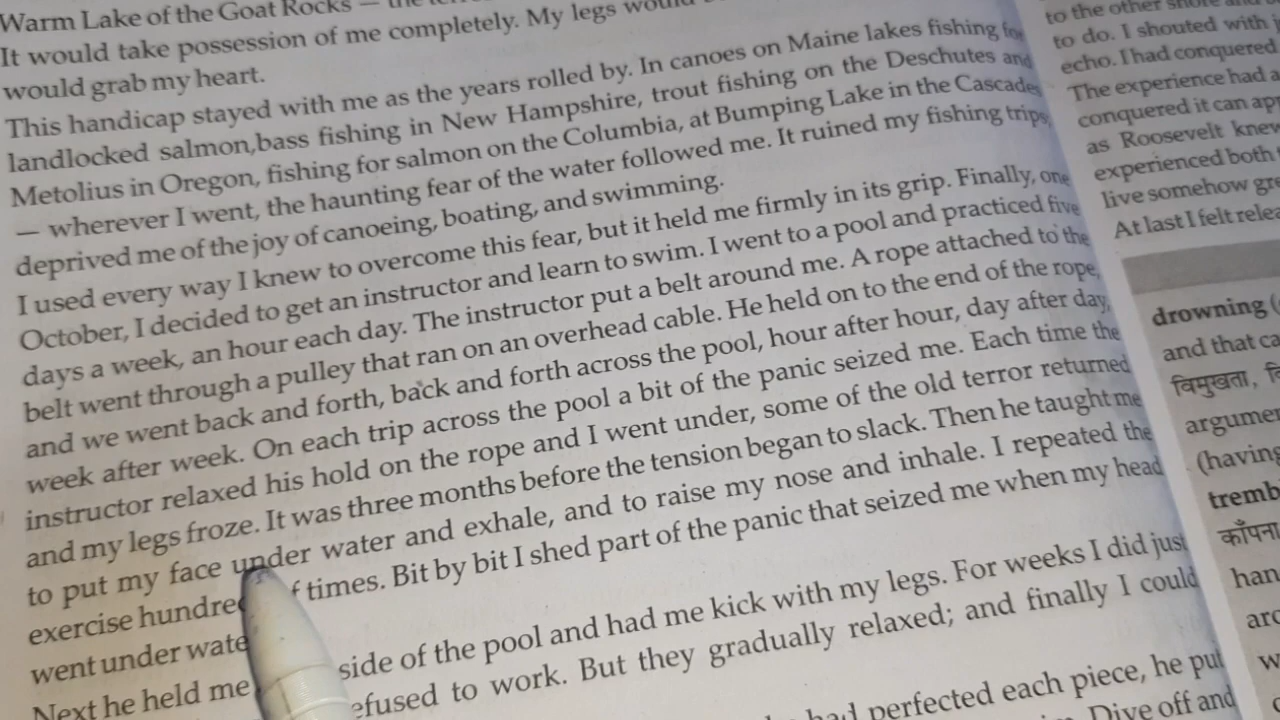 Warm Lake of the Goat Rocks —
It would take possession of me completely. My legs would
would grab my heart.
This handicap stayed with me as the years rolled by. In canoes on Maine lakes fishing for
landlocked salmon,bass fishing in New Hampshire, trout fishing on the Deschutes and
Metolius in Oregon, fishing for salmon on the Columbia, at Bumping Lake in the Cascades
— wherever I went, the haunting fear of the water followed me. It ruined my fishing trips,
deprived me of the joy of canoeing, boating, and swimming.
I used every way I knew to overcome this fear, but it held me firmly in its grip. Finally, one
October, I decided to get an instructor and learn to swim. I went to a pool and practiced five
days a week, an hour each day. The instructor put a belt around me. A rope attached to the
belt went through a pulley that ran on an overhead cable. He held on to the end of the rope,
and we went back and forth, back and forth across the pool, hour after hour, day after day,
week after week. On each trip across the pool a bit of the panic seized me. Each time the
instructor relaxed his hold on the rope and I went under, some of the old terror returned
and my legs froze. It was three months before the tension began to slack. Then he taught me
to put my face under water and exhale, and to raise my nose and inhale. I repeated the
exercise hundre f times. Bit by bit I shed part of the panic that seized me when my head
went under wate
Next he held me side of the pool and had me kick with my legs. For weeks I did just
efused to work. But they gradually relaxed; and finally I could
had perfected each piece, he put
Dive off and
to the other shore and
to do. I shouted with
echo. I had conquered
The experience had a
conquered it can
as Roosevelt knew
experienced both
live somehow
At last I felt
drowning (
and that ca
विमुखता,
argumen
(having
tremb
काँपना
han